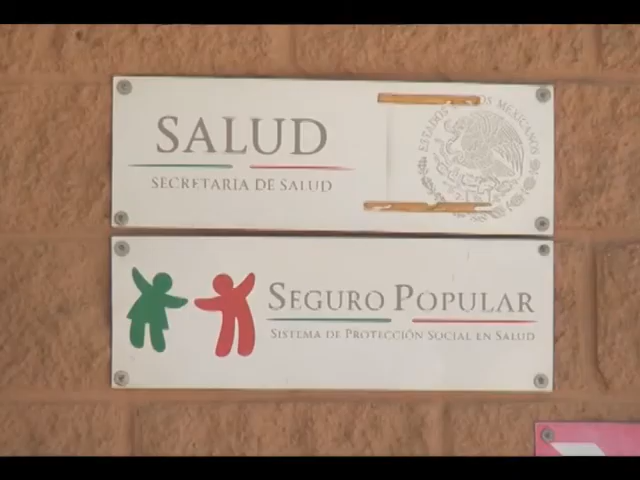 SALUD
SECRETARIA DE SALUD
ESTADOS UNIDOS MEXICANOS
SEGURO POPULAR
SISTEMA DE PROTECCIÓN SOCIAL EN SALUD